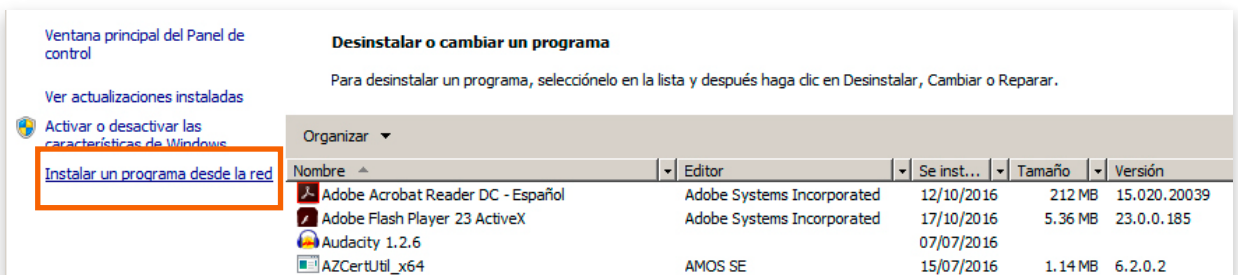 Ventana principal del Panel de
control
Ver actualizaciones instaladas
Activar o desactivar las
características de Windows
Instalar un programa desde la red
Desinstalar o cambiar un programa
Para desinstalar un programa, selecciónelo en la lista y después haga clic en Desinstalar, Cambiar o Reparar.
Organizar
Nombre Editor Se inst... Tamaño Versión
Adobe Acrobat Reader DC - Español Adobe Systems Incorporated 12/10/2016 212 MB 15.020.20039
Adobe Flash Player 23 ActiveX Adobe Systems Incorporated 17/10/2016 5.36 MB 23.0.0.185
Audacity 1.2.6 07/07/2016
AZCertUtil_x64 AMOS SE 15/07/2016 1.14 MB 6.2.0.2